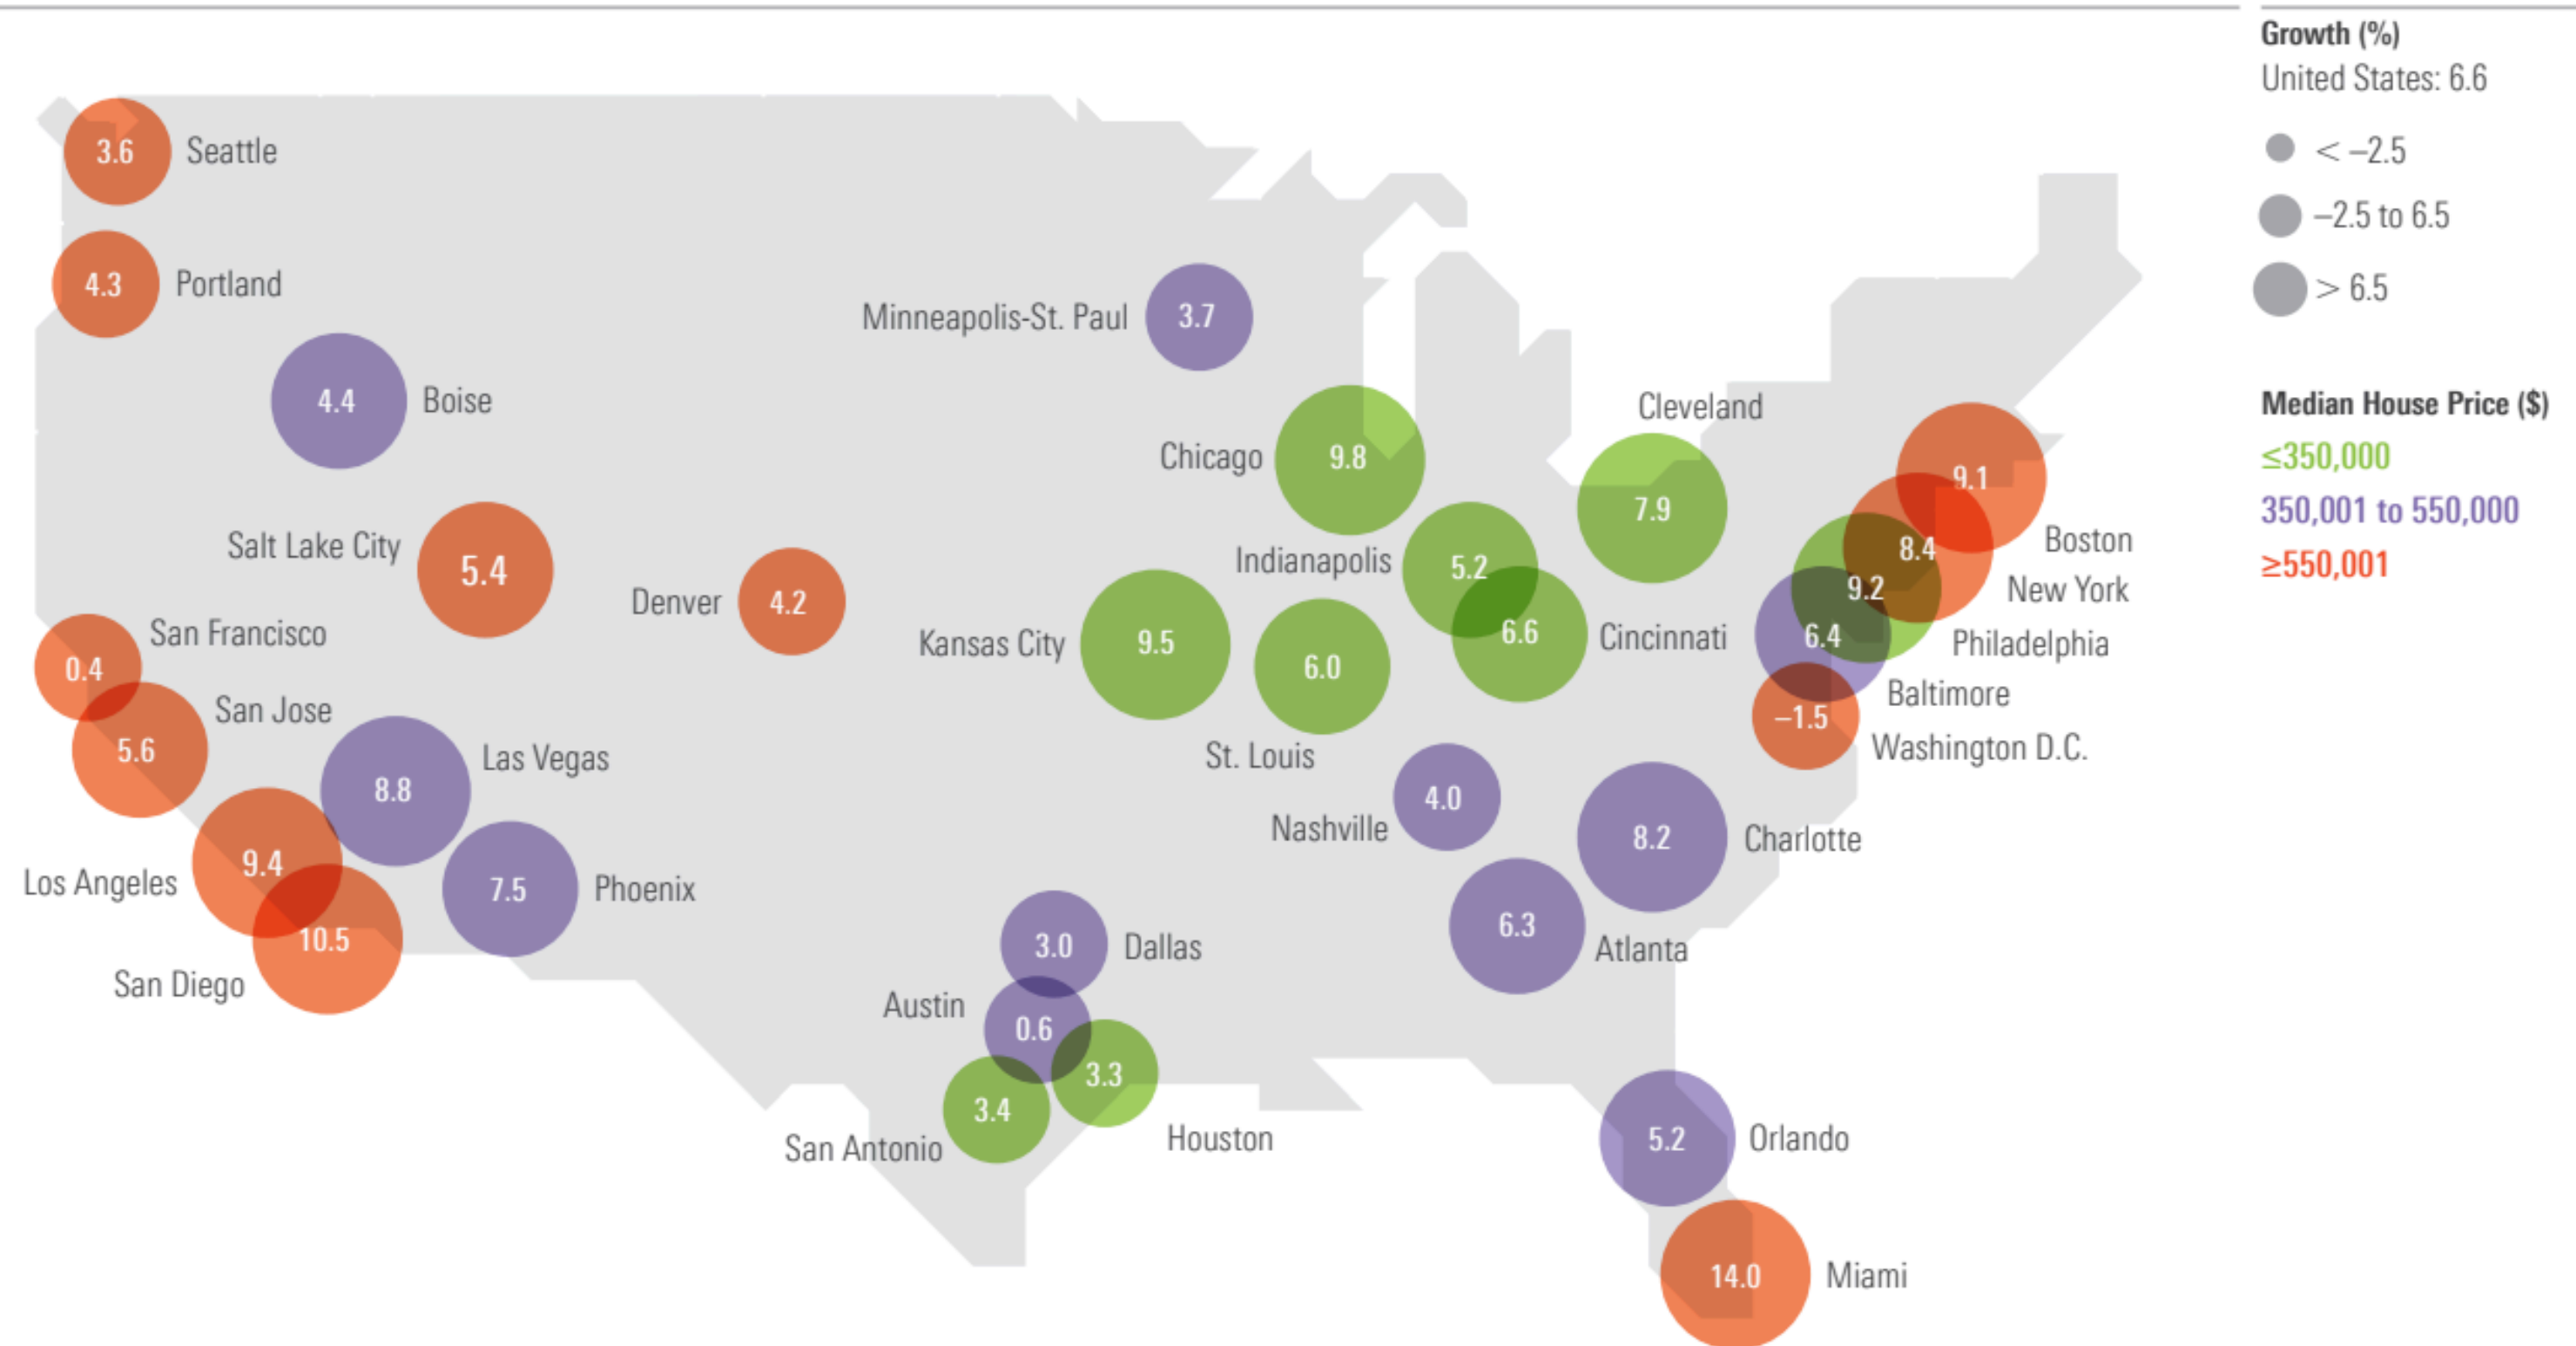 Growth (%)
United States: 6.6
< –2.5
–2.5 to 6.5
> 6.5
Median House Price ($)
≤350,000
350,001 to 550,000
≥550,001
3.6 Seattle
4.3 Portland
4.4 Boise
Minneapolis-St. Paul 3.7
Cleveland
7.9
Chicago 9.8
9.1
Boston
Salt Lake City 5.4
Denver 4.2
Indianapolis 5.2
8.4
New York
9.2
Philadelphia
San Francisco
0.4
Kansas City 9.5
6.0
St. Louis
6.6 Cincinnati
6.4
Baltimore
–1.5
Washington D.C.
San Jose
5.6
Las Vegas
8.8
4.0
Nashville
8.2 Charlotte
9.4
Los Angeles
7.5 Phoenix
10.5
San Diego
3.0 Dallas
6.3 Atlanta
Austin
0.6
3.3
Houston
3.4
San Antonio
5.2 Orlando
14.0 Miami